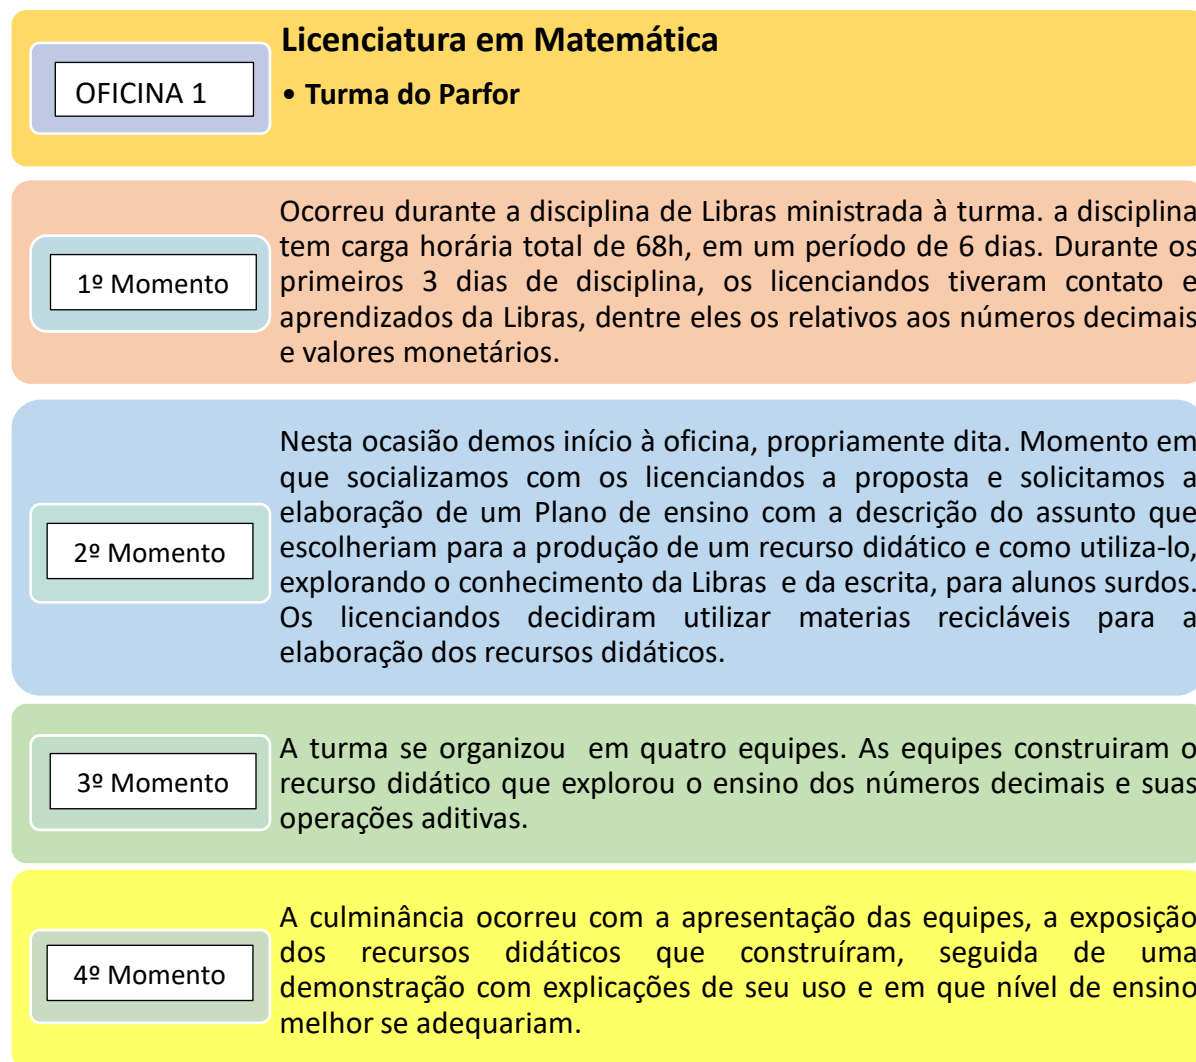 OFICINA 1
Licenciatura em Matemática
• Turma do Parfor
1º Momento
Ocorreu durante a disciplina de Libras ministrada à turma. a disciplina
tem carga horária total de 68h, em um período de 6 dias. Durante os
primeiros 3 dias de disciplina, os licenciandos tiveram contato e
aprendizados da Libras, dentre eles os relativos aos números decimais
e valores monetários.
2º Momento
Nesta ocasião demos início à oficina, propriamente dita. Momento em
que socializamos com os licenciandos a proposta e solicitamos a
elaboração de um Plano de ensino com a descrição do assunto que
escolheriam para a produção de um recurso didático e como utiliza-lo,
explorando o conhecimento da Libras e da escrita, para alunos surdos.
Os licenciandos decidiram utilizar materias recicláveis para a
elaboração dos recursos didáticos.
3º Momento
A turma se organizou em quatro equipes. As equipes construiram o
recurso didático que explorou o ensino dos números decimais e suas
operações aditivas.
4º Momento
A culminância ocorreu com a apresentação das equipes, a exposição
dos recursos didáticos que construíram, seguida de uma
demonstração com explicações de seu uso e em que nível de ensino
melhor se adequariam.